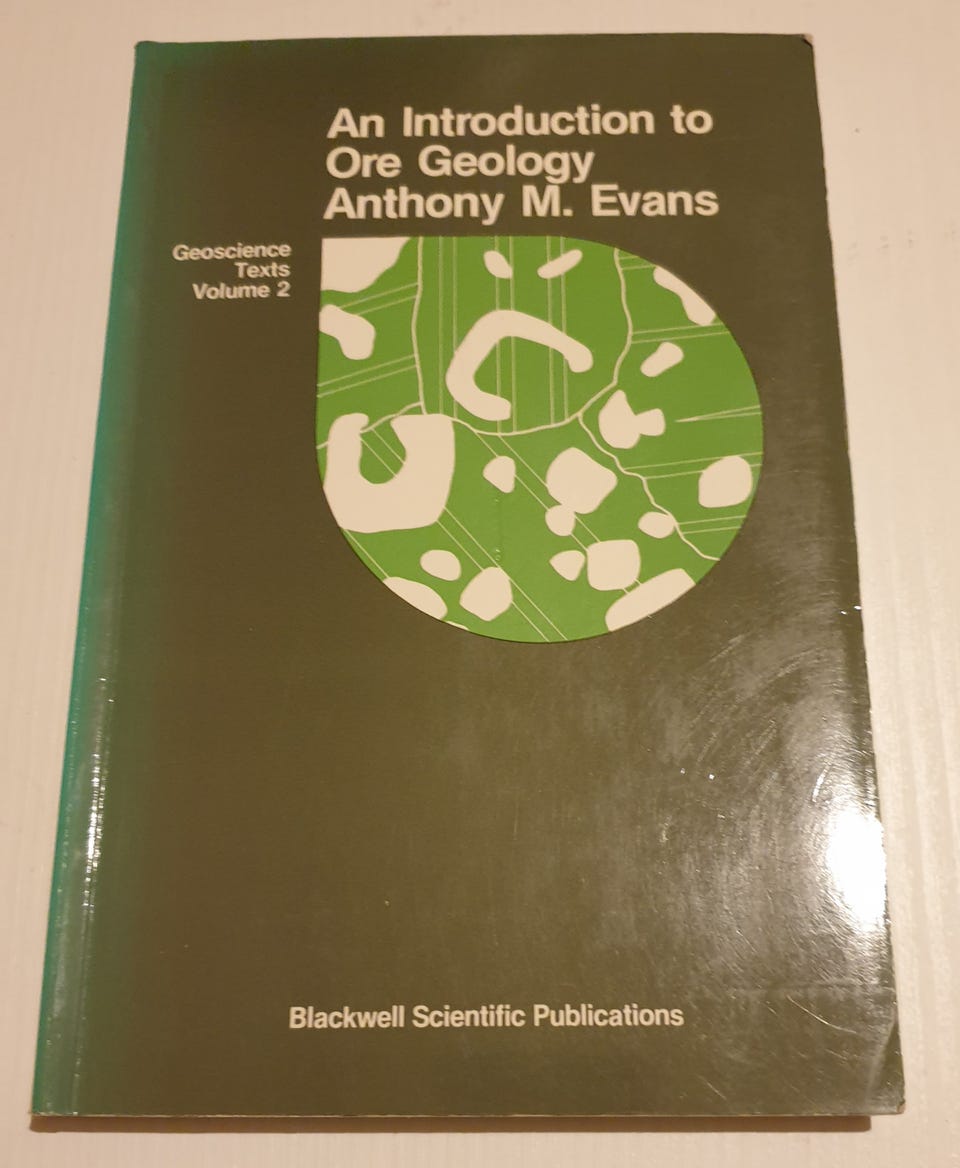 An Introduction to
Ore Geology
Anthony M. Evans
Geoscience
Texts
Volume 2
Blackwell Scientific Publications